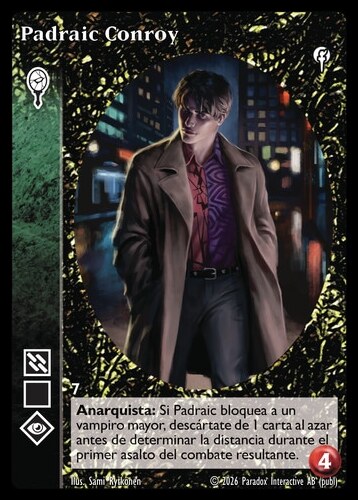 Padraic Conroy
7
Anarquista: Si Padraic bloquea a un
vampiro mayor, descártate de 1 carta al azar
antes de determinar la distancia durante el
primer asalto del combate resultante.
4
Ilus. Sami Rytkönen
© 2026 Paradox Interactive AB (publ)